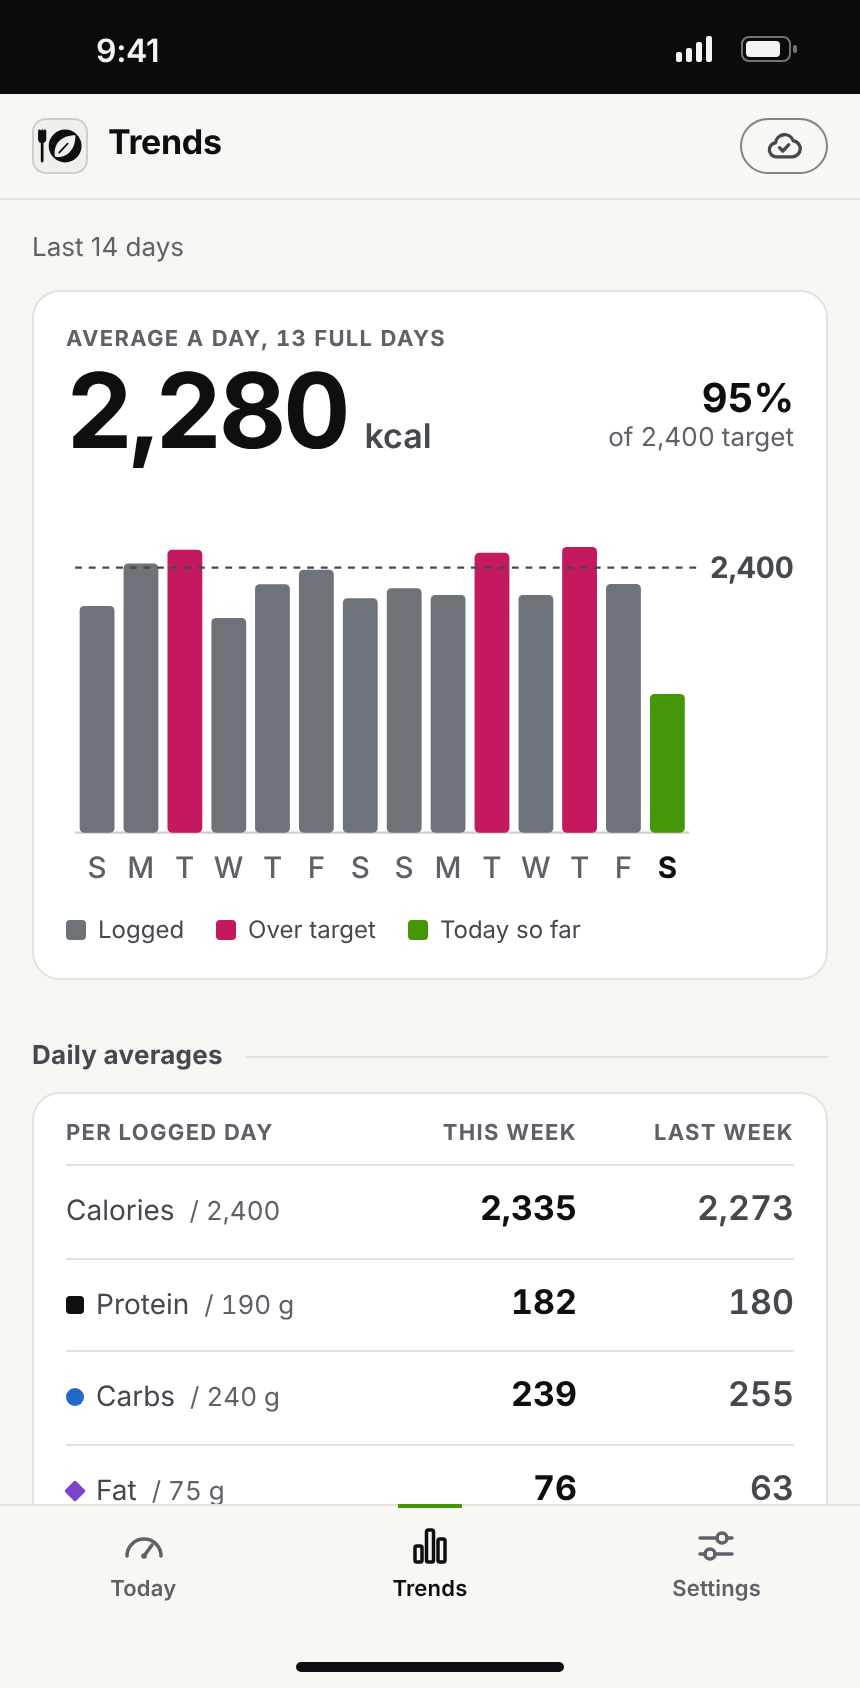 9:41
Trends
Last 14 days
AVERAGE A DAY, 13 FULL DAYS
2,280 kcal
95%
of 2,400 target
2,400
S M T W T F S S M T W T F S
Logged Over target Today so far
Daily averages
PER LOGGED DAY THIS WEEK LAST WEEK
Calories / 2,400 2,335 2,273
Protein / 190 g 182 180
Carbs / 240 g 239 255
Fat / 75 g 76 63
Today Trends Settings